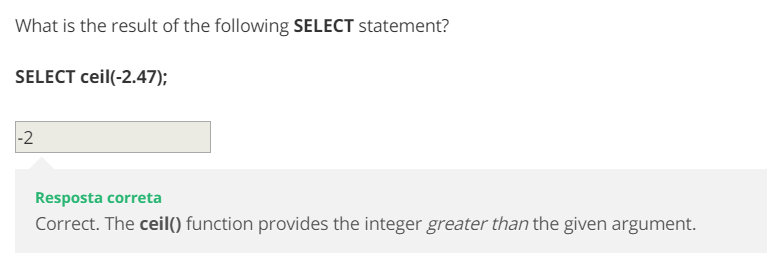 What is the result of the following SELECT statement?
SELECT ceil(-2.47);
-2
Resposta correta
Correct. The ceil() function provides the integer greater than the given argument.